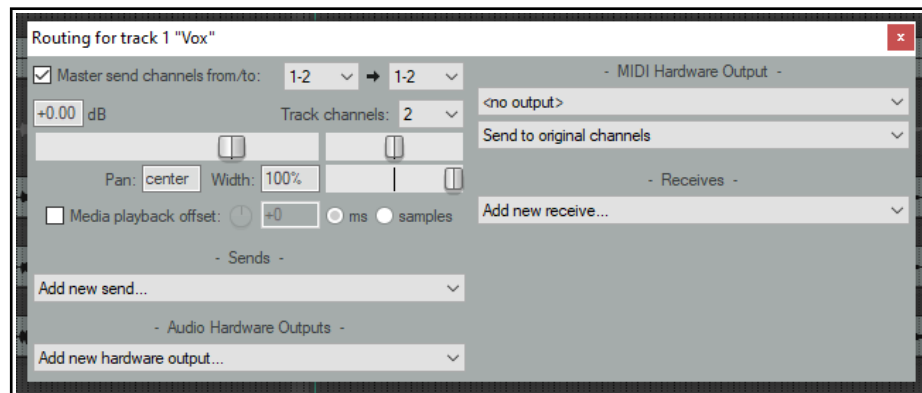 Routing for track 1 "Vox"
x
Master send channels from/to: 1-2 → 1-2
+0.00 dB Track channels: 2
Pan: center Width: 100%
Media playback offset: +0 ms samples
- Sends -
Add new send...
- Audio Hardware Outputs -
Add new hardware output...
- MIDI Hardware Output -
<no output>
Send to original channels
- Receives -
Add new receive...